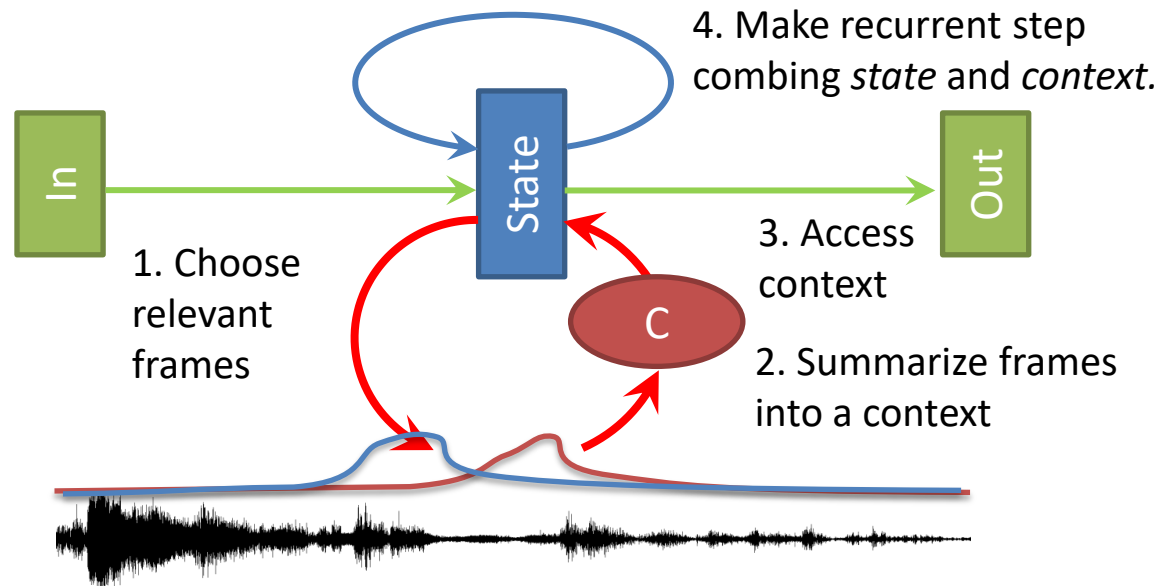 4. Make recurrent step
combing state and context.
In
State
Out
1. Choose
relevant
frames
3. Access
context
C
2. Summarize frames
into a context